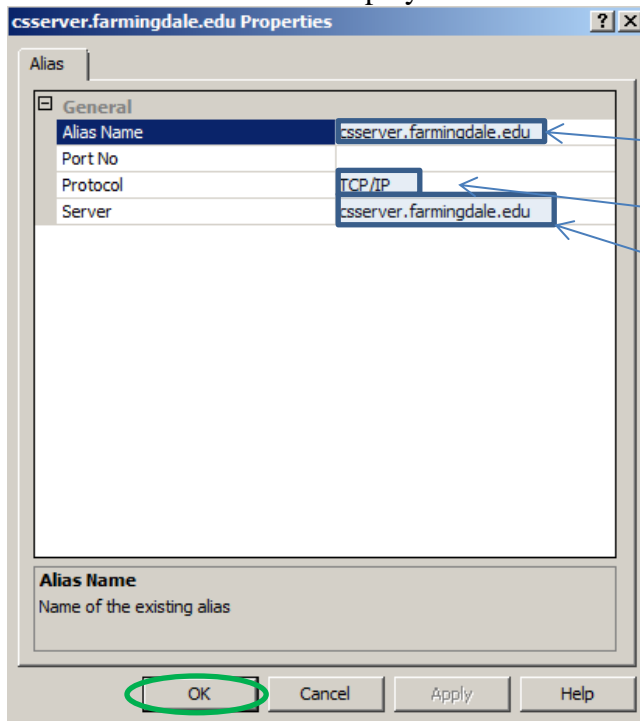 csserver.farmingdale.edu Properties
Alias
General
Alias Name csserver.farmingdale.edu
Port No
Protocol TCP/IP
Server csserver.farmingdale.edu
Alias Name
Name of the existing alias
OK Cancel Apply Help